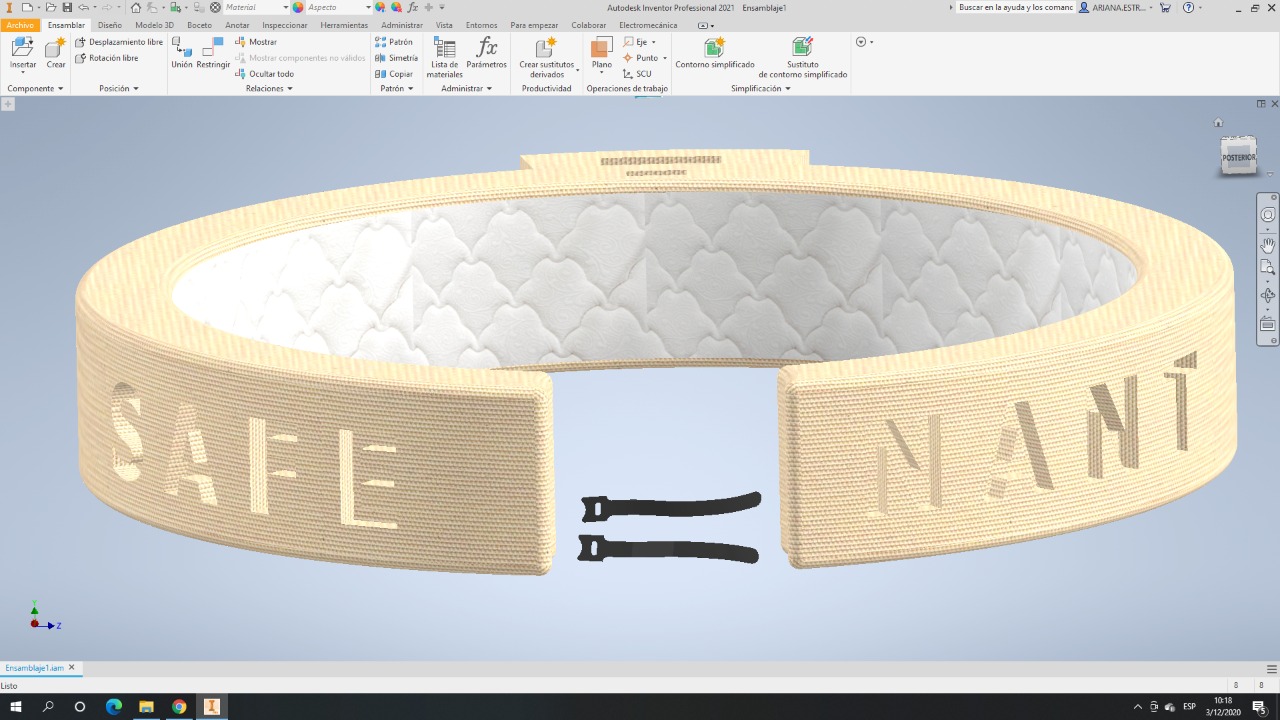 Autodesk Inventor Professional 2021 Ensamblaje1
Material
Aspecto
Buscar en la ayuda y los comanc
ARIANA.ESTR...
Archivo Ensamblar Diseño Modelo 3D Boceto Anotar Inspeccionar Herramientas Administrar Vista Entornos Para empezar Colaborar Electromecánica
Insertar
Crear
Componente
Desplazamiento libre
Rotación libre
Posición
Unión
Restringir
Mostrar
Mostrar componentes no válidos
Ocultar todo
Relaciones
Patrón
Simetría
Copiar
Patrón
Lista de
materiales
Parámetros
Administrar
Crear sustitutos
derivados
Productividad
Plano
Eje
Punto
SCU
Operaciones de trabajo
Contorno simplificado
Sustituto
de contorno simplificado
Simplificación
POSTERIOR
SAFE
NANT
Y
Z
Ensamblaje1.iam
Listo
8 8
ESP
10:18
3/12/2020
5